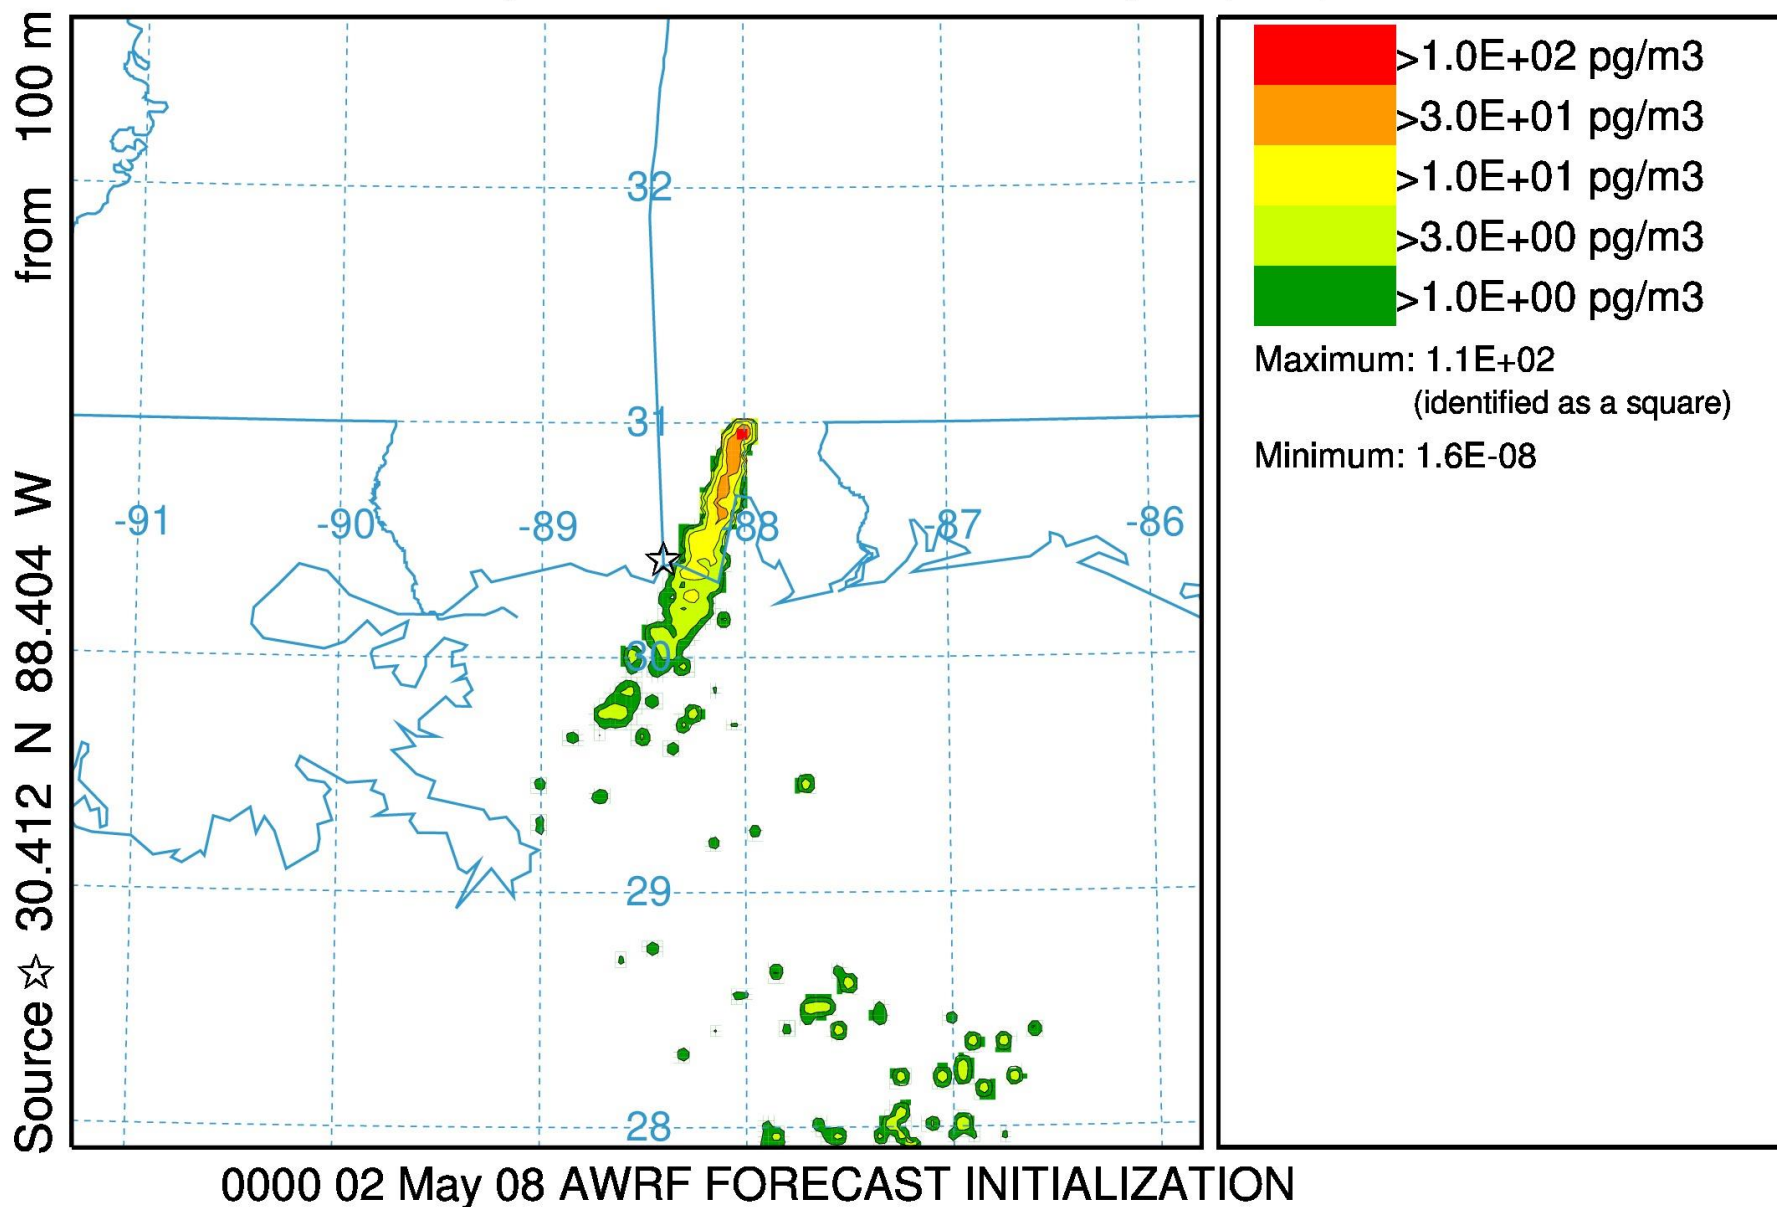 Source ☆ 30.412 N 88.404 W from 100 m
>1.0E+02 pg/m3
>3.0E+01 pg/m3
>1.0E+01 pg/m3
>3.0E+00 pg/m3
>1.0E+00 pg/m3
Maximum: 1.1E+02
(identified as a square)
Minimum: 1.6E-08
32
31
-91 -90 -89 -88 -87 -86
30
29
28
0000 02 May 08 AWRF FORECAST INITIALIZATION